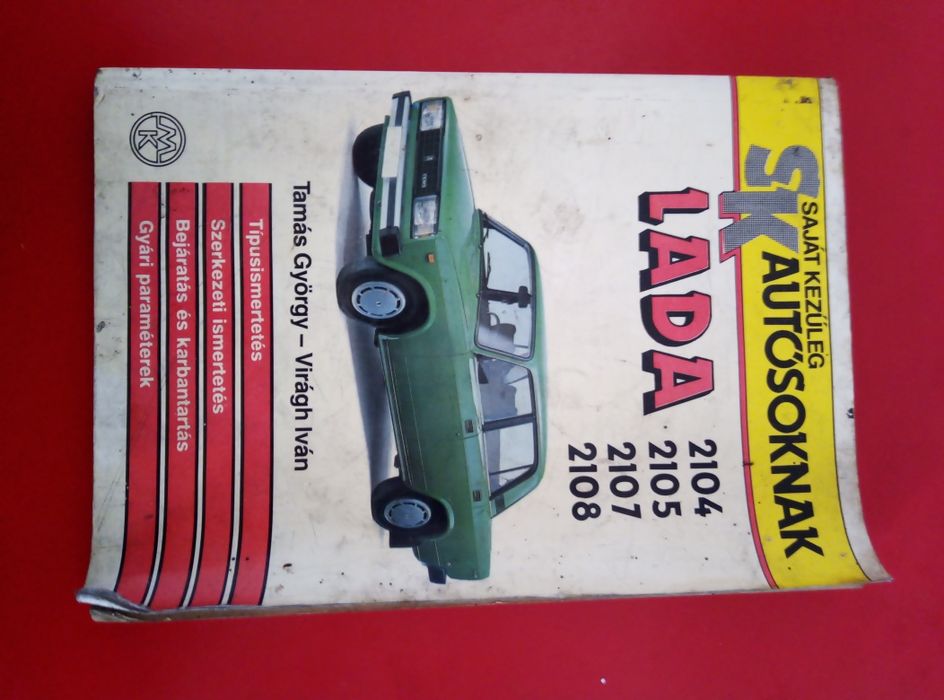 SAJÁT KEZŰLEG
SK AUTÓSOKNAK
LADA
2104
2105
2107
2108
Tamás György – Virágh Iván
Típusismertetés
Szerkezeti ismertetés
Bejáratás és karbantartás
Gyári paraméterek
MK